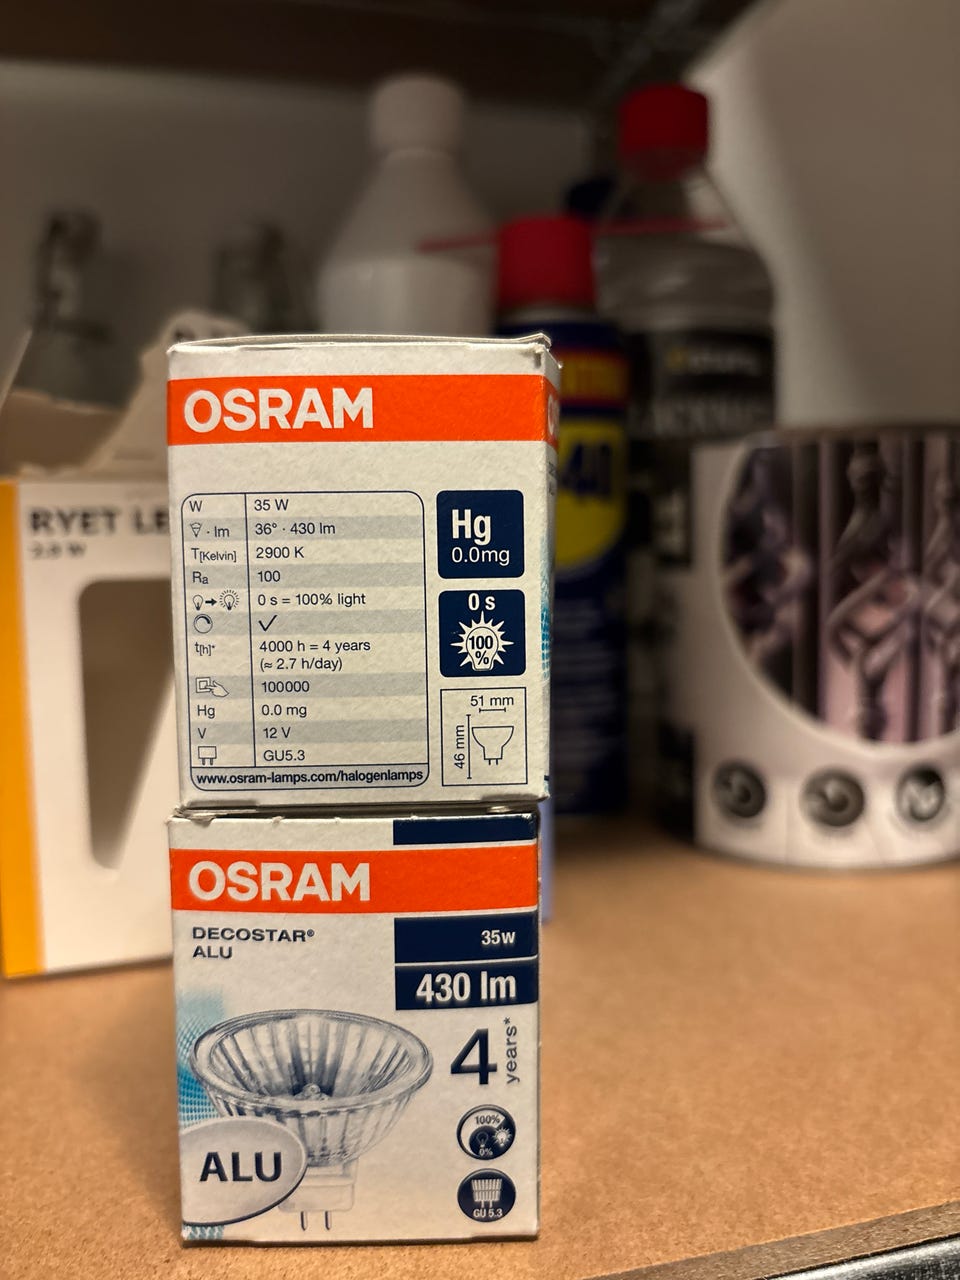 OSRAM
W 35 W
· lm 36° · 430 lm
T[Kelvin] 2900 K
Ra 100
0 s = 100% light
✓
t[h]* 4000 h = 4 years
(≈ 2.7 h/day)
100000
Hg 0.0 mg
V 12 V
GU5.3
www.osram-lamps.com/halogenlamps
Hg
0.0mg
0 s
100
%
51 mm
46 mm
OSRAM
DECOSTAR®
ALU
35w
430 lm
4 years*
100%
0%
ALU
GU 5.3
RYET LE
40